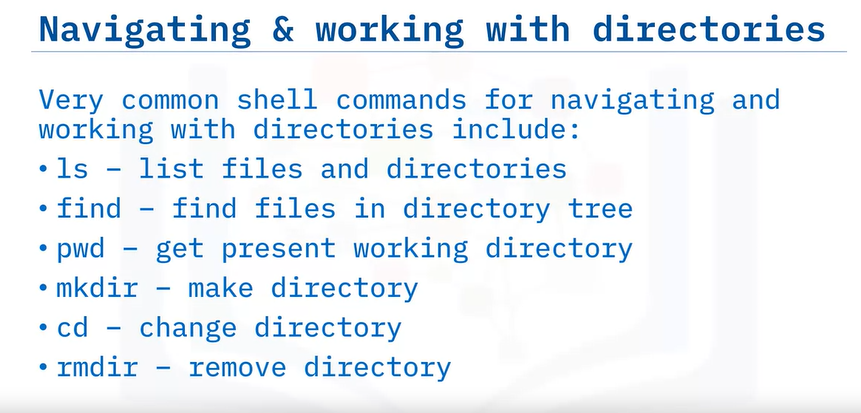 Navigating & working with directories
Very common shell commands for navigating and
working with directories include:
• ls – list files and directories
• find – find files in directory tree
• pwd – get present working directory
• mkdir – make directory
• cd – change directory
• rmdir – remove directory